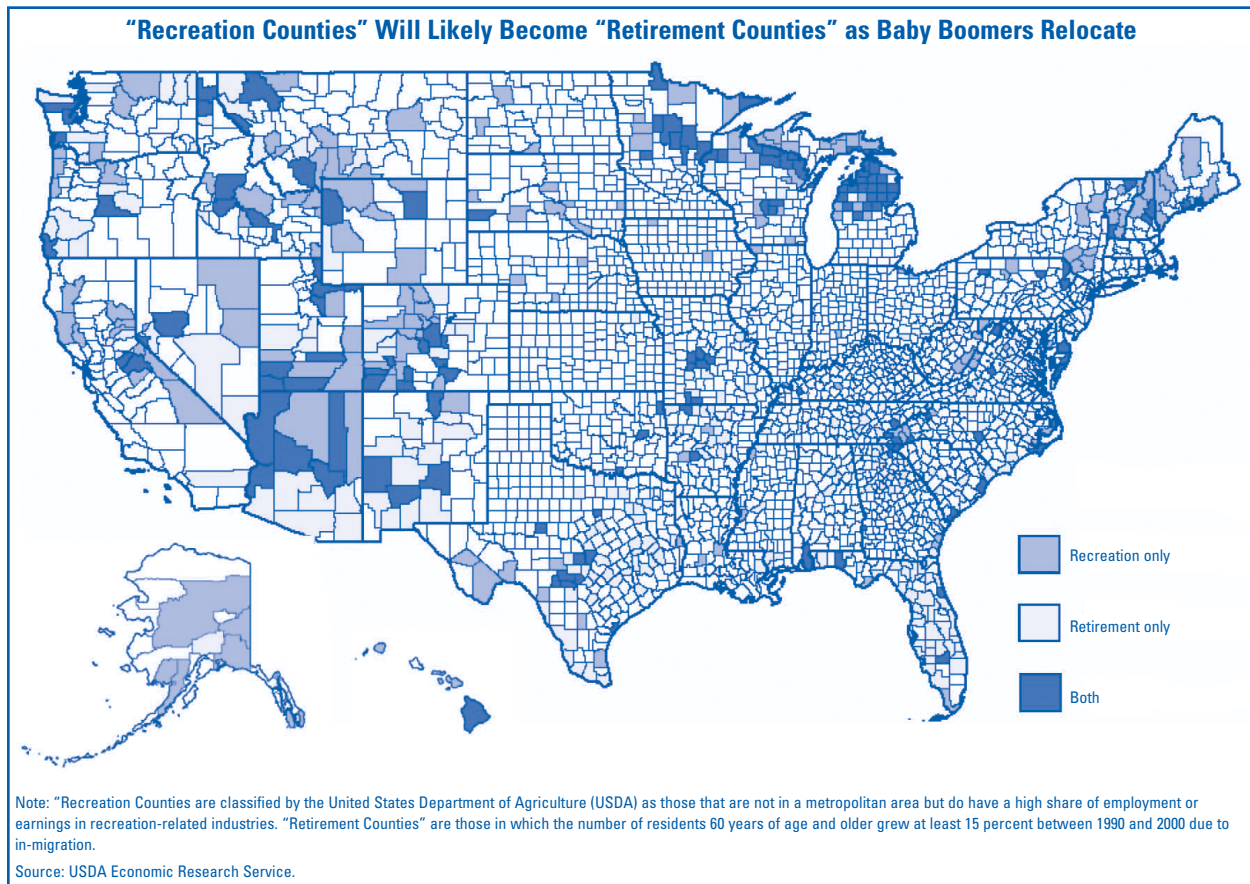 “Recreation Counties” Will Likely Become “Retirement Counties” as Baby Boomers Relocate
Recreation only
Retirement only
Both
Note: “Recreation Counties are classified by the United States Department of Agriculture (USDA) as those that are not in a metropolitan area but do have a high share of employment or
earnings in recreation-related industries. “Retirement Counties” are those in which the number of residents 60 years of age and older grew at least 15 percent between 1990 and 2000 due to
in-migration.
Source: USDA Economic Research Service.